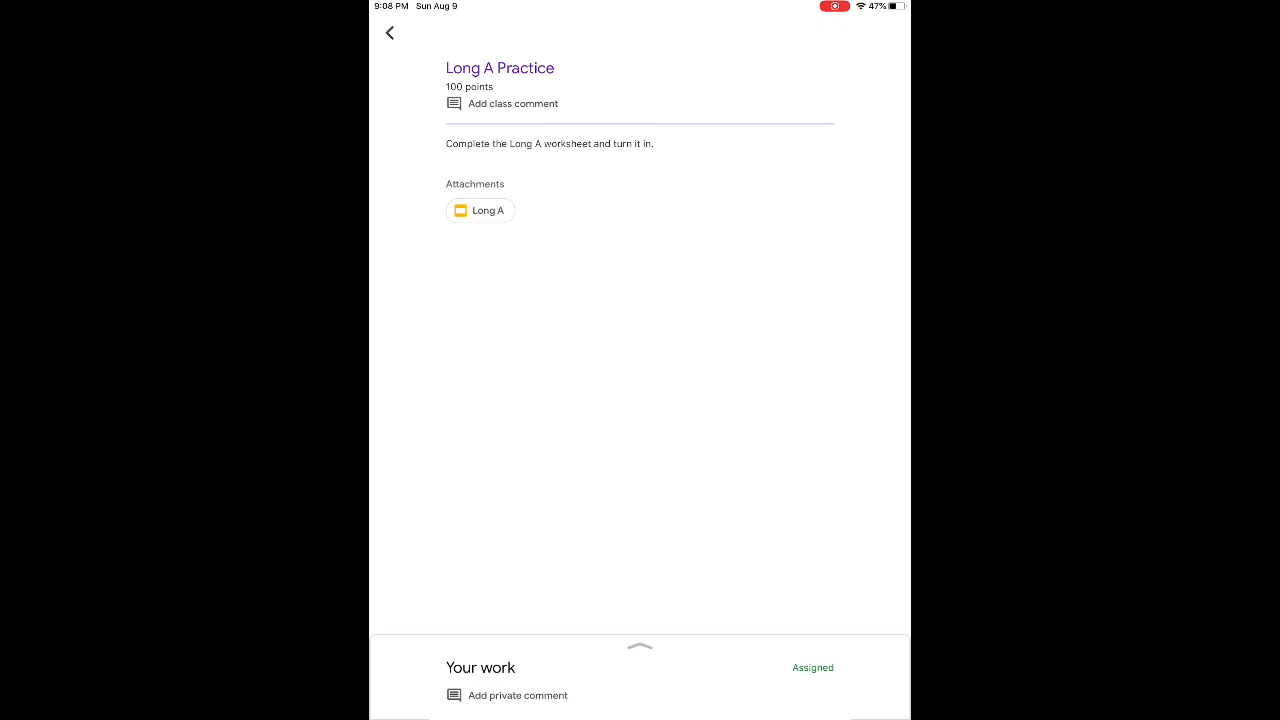 9:08 PM Sun Aug 9 47%
Long A Practice
100 points
Add class comment
Complete the Long A worksheet and turn it in.
Attachments
Long A
Your work Assigned
Add private comment